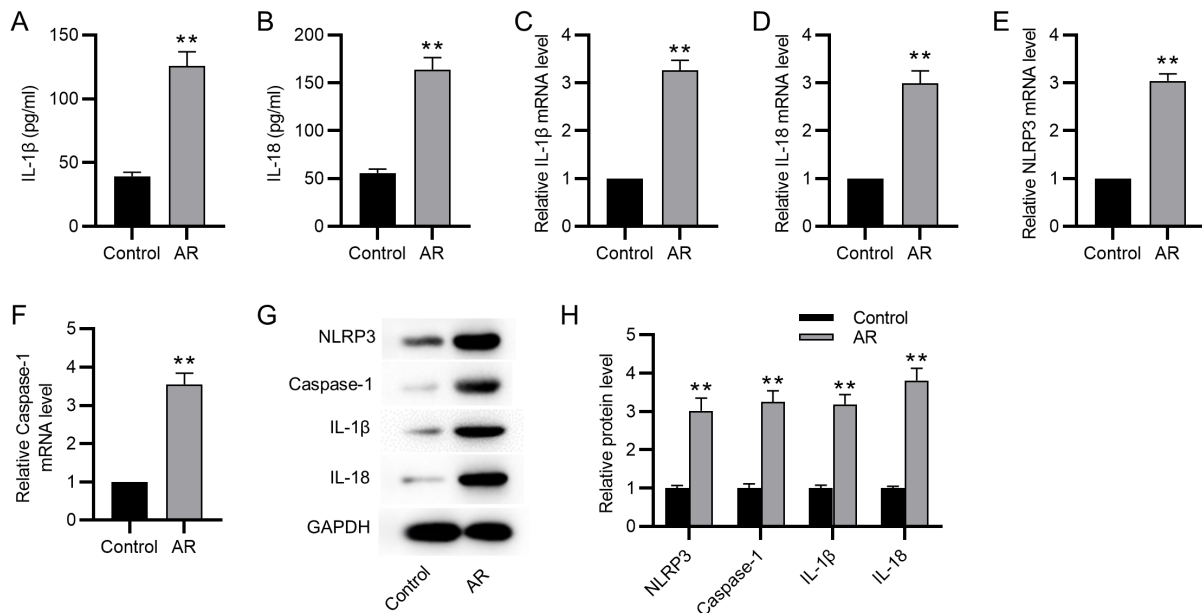 A
IL-1β (pg/ml)
150
100
50
0
**
Control AR
B
IL-18 (pg/ml)
200
150
100
50
0
**
Control AR
C
Relative IL-1β mRNA level
4
3
2
1
0
**
Control AR
D
Relative IL-18 mRNA level
4
3
2
1
0
**
Control AR
E
Relative NLRP3 mRNA level
4
3
2
1
0
**
Control AR
F
Relative Caspase-1
mRNA level
5
4
3
2
1
0
**
Control AR
G
NLRP3
Caspase-1
IL-1β
IL-18
GAPDH
Control AR
H
Control
AR
Relative protein level
5
4
3
2
1
0
** ** ** **
NLRP3 Caspase-1 IL-1β IL-18